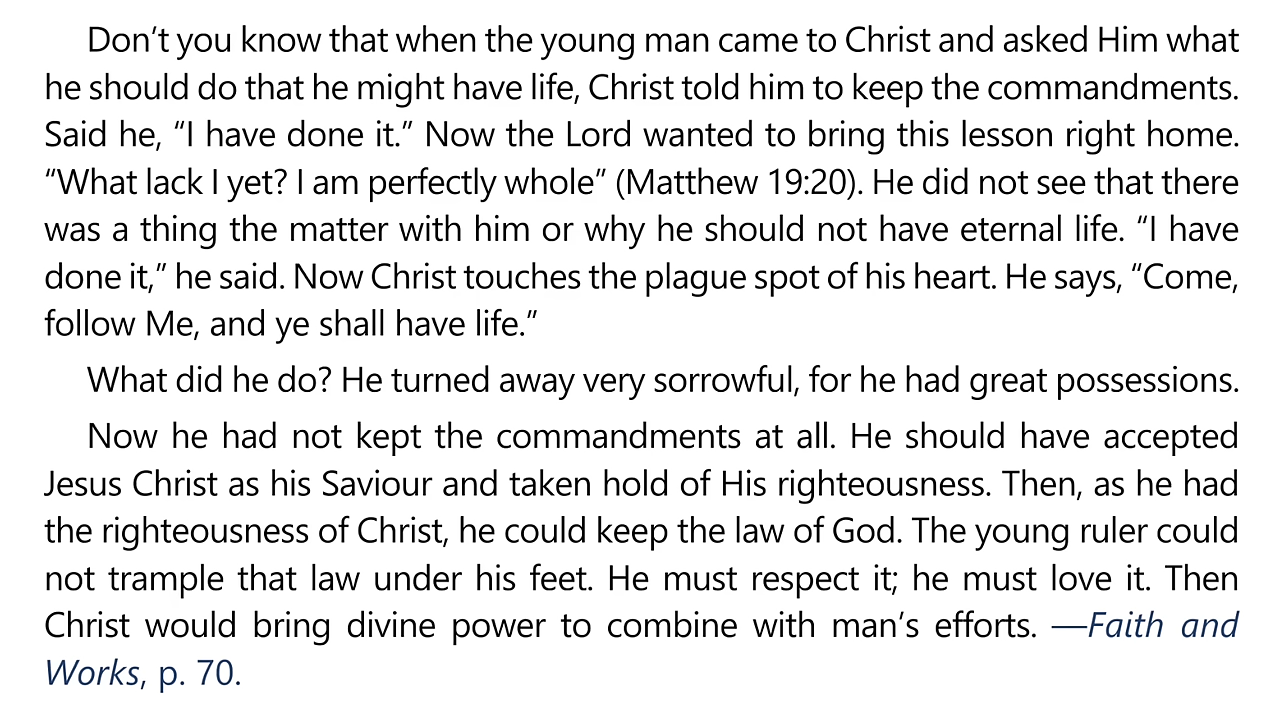 Don’t you know that when the young man came to Christ and asked Him what
he should do that he might have life, Christ told him to keep the commandments.
Said he, “I have done it.” Now the Lord wanted to bring this lesson right home.
“What lack I yet? I am perfectly whole” (Matthew 19:20). He did not see that there
was a thing the matter with him or why he should not have eternal life. “I have
done it,” he said. Now Christ touches the plague spot of his heart. He says, “Come,
follow Me, and ye shall have life.”
What did he do? He turned away very sorrowful, for he had great possessions.
Now he had not kept the commandments at all. He should have accepted
Jesus Christ as his Saviour and taken hold of His righteousness. Then, as he had
the righteousness of Christ, he could keep the law of God. The young ruler could
not trample that law under his feet. He must respect it; he must love it. Then
Christ would bring divine power to combine with man’s efforts. —Faith and
Works, p. 70.